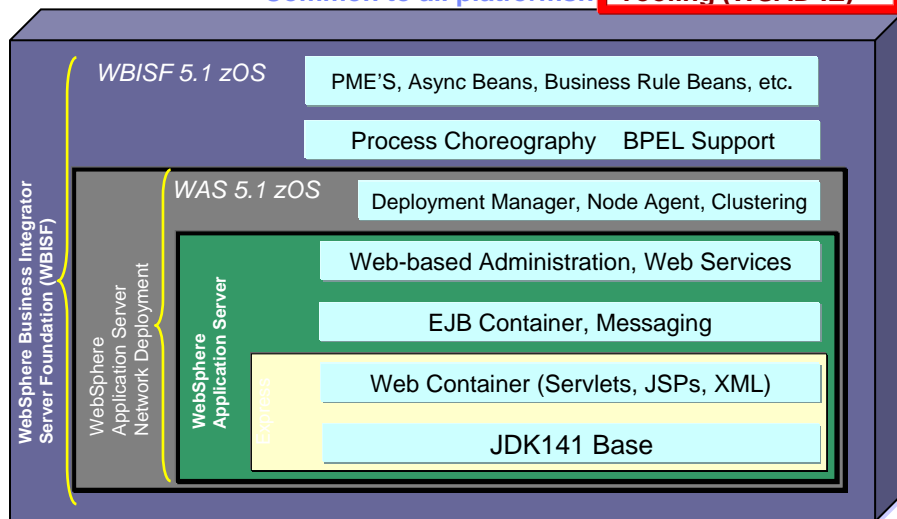 WBISF 5.1 zOS
PME'S, Async Beans, Business Rule Beans, etc.
Process Choreography BPEL Support
WAS 5.1 zOS
Deployment Manager, Node Agent, Clustering
Web-based Administration, Web Services
EJB Container, Messaging
Web Container (Servlets, JSPs, XML)
JDK141 Base
WebSphere Business Integrator
Server Foundation (WBISF)
WebSphere
Application Server
Network Deployment
WebSphere
Application Server
Express